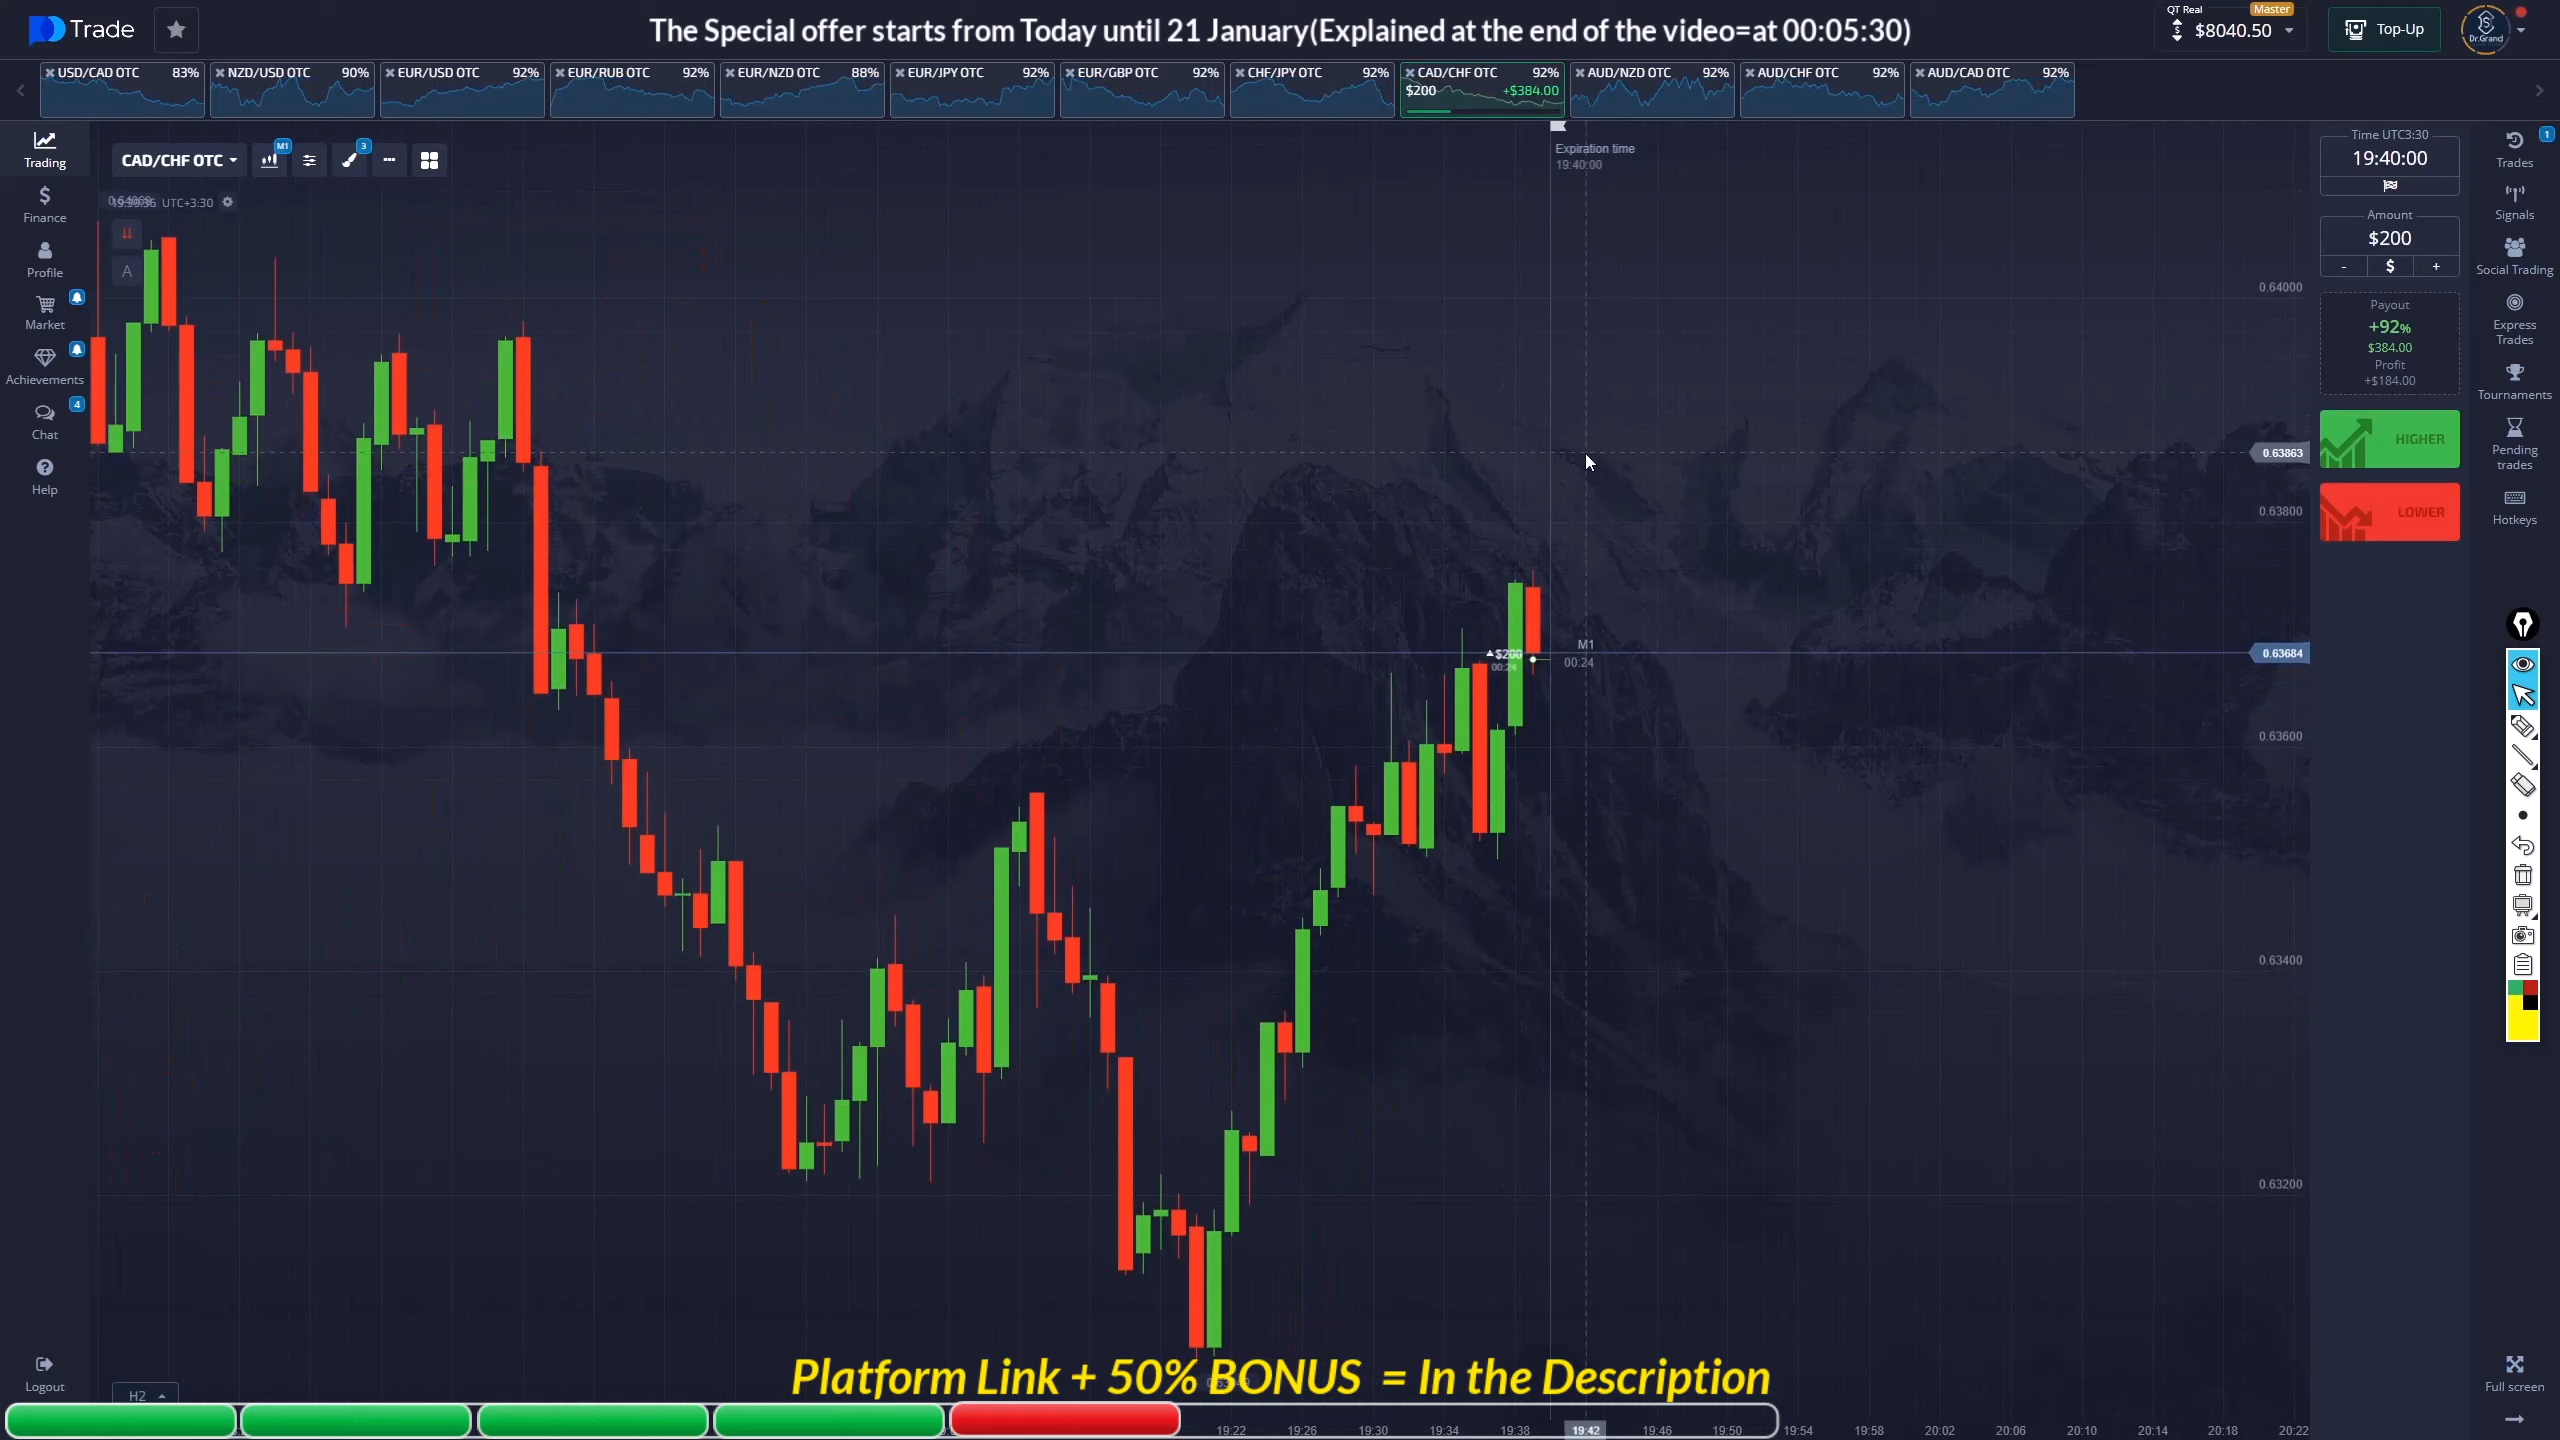 Trade
The Special offer starts from Today until 21 January(Explained at the end of the video=at 00:05:30)
QT Real
Master
$8040.50
Top-Up
Dr.Grand
USD/CAD OTC 83%
NZD/USD OTC 90%
EUR/USD OTC 92%
EUR/RUB OTC 92%
EUR/NZD OTC 88%
EUR/JPY OTC 92%
EUR/GBP OTC 92%
CHF/JPY OTC 92%
CAD/CHF OTC 92%
$200 +$384.00
AUD/NZD OTC 92%
AUD/CHF OTC 92%
AUD/CAD OTC 92%
Trading
Finance
Profile
Market
Achievements
4
Chat
Help
Logout
CAD/CHF OTC
M1
3
UTC+3:30
A
Expiration time
19:40:00
0.64000
0.63863
0.63800
M1
00:24
$200
00:24
0.63684
0.63600
0.63400
0.63200
Time UTC3:30
19:40:00
Amount
$200
- $ +
Payout
+92%
$384.00
Profit
+$184.00
HIGHER
LOWER
1
Trades
Signals
Social Trading
Express
Trades
Tournaments
Pending
trades
Hotkeys
Full screen
Platform Link + 50% BONUS = In the Description
H2
19:22 19:26 19:30 19:34 19:38 19:42 19:46 19:50 19:54 19:58 20:02 20:06 20:10 20:14 20:18 20:22